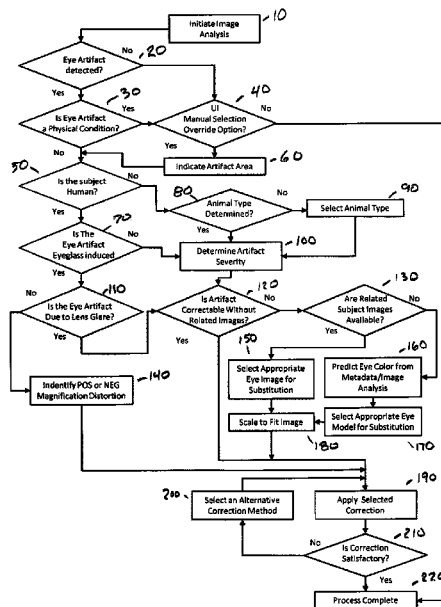 10
Initiate Image
Analysis
20
Eye Artifact
detected?
No
Yes
30
40
Is Eye Artifact
a Physical Condition?
Yes
No
UI
Manual Selection
Override Option?
No
Yes
Indicate Artifact Area
60
50
Is the subject
Human?
No
Yes
80
Animal Type
Determined?
No
Yes
90
Select Animal Type
70
Is The
Eye Artifact
Eyeglass induced
No
Yes
Determine Artifact
Severity
100
110
No
Is the Eye Artifact
Due to Lens Glare?
Yes
120
Is Artifact
Correctable Without
Related Images?
No
Yes
130
Are Related
Subject Images
Available?
No
Yes
140
Indentify POS or NEG
Magnification Distortion
150
Select Appropriate
Eye Image for
Substitution
160
Predict Eye Color from
Metadata/Image
Analysis
Scale to Fit Image
180
Select Appropriate Eye
Model for Substitution
170
200
Select an Alternative
Correction Method
190
Apply Selected
Correction
210
No
Is Correction
Satisfactory?
Yes
220
Process Complete